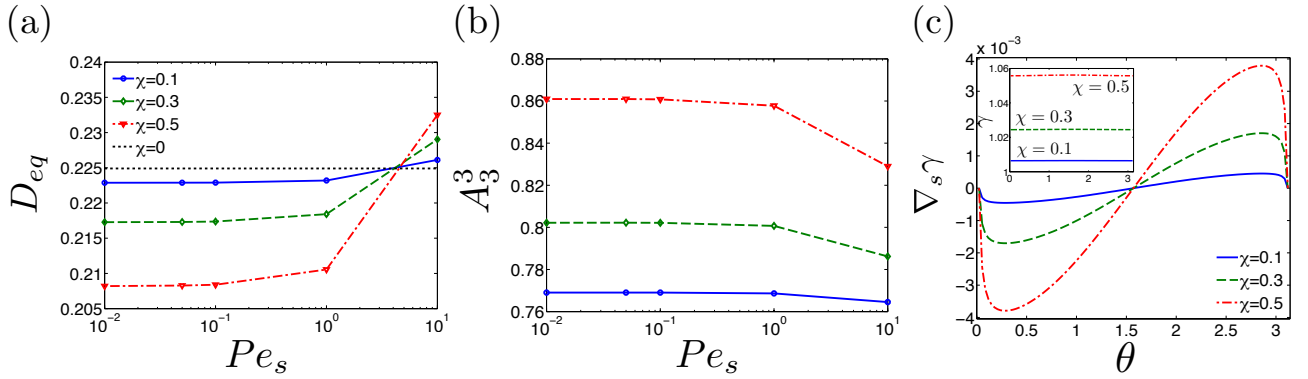 (a)
0.24
0.235
0.23
0.225
0.22
0.215
0.21
0.205
χ=0.1
χ=0.3
χ=0.5
χ=0
D_{eq}
10^{-2} 10^{-1} 10^{0} 10^{1}
Pe_s
(b)
0.88
0.86
0.84
0.82
0.8
0.78
0.76
A_3^3
10^{-2} 10^{-1} 10^{0} 10^{1}
Pe_s
(c)
x 10^{-3}
4
3
2
1
0
−1
−2
−3
−4
∇_s γ
1.06
1.04
1.02
1
γ
χ = 0.5
χ = 0.3
χ = 0.1
0 1 2 3
χ=0.1
χ=0.3
χ=0.5
0 0.5 1 1.5 2 2.5 3
θ